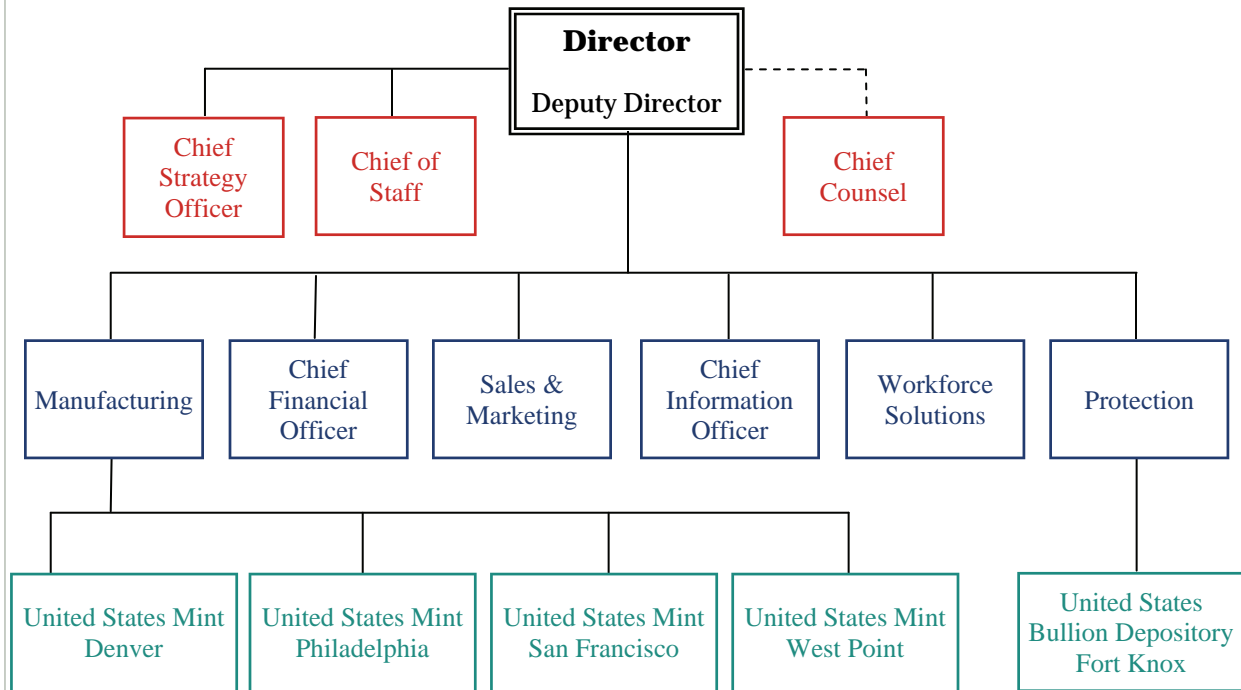 Director
Deputy Director
Chief
Strategy
Officer
Chief of
Staff
Chief
Counsel
Manufacturing
Chief
Financial
Officer
Sales &
Marketing
Chief
Information
Officer
Workforce
Solutions
Protection
United States Mint
Denver
United States Mint
Philadelphia
United States Mint
San Francisco
United States Mint
West Point
United States
Bullion Depository
Fort Knox